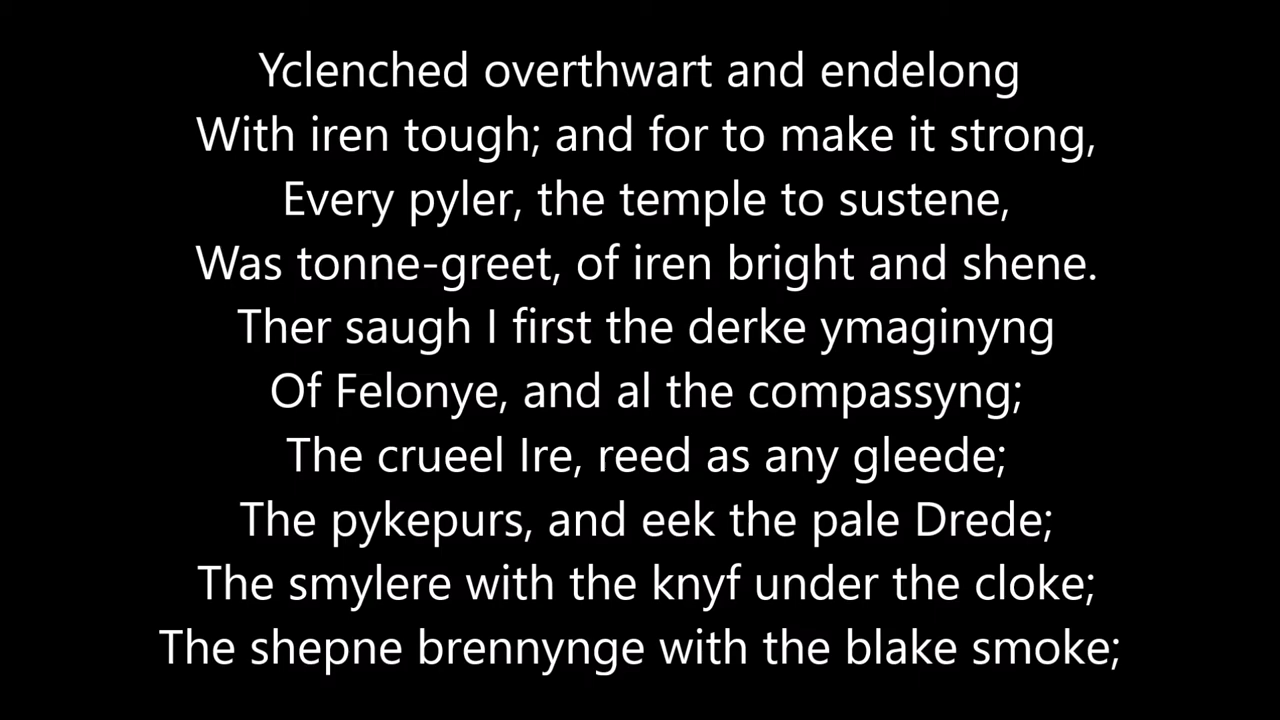 Yclenched overthwart and endelong
With iren tough; and for to make it strong,
Every pyler, the temple to sustene,
Was tonne-greet, of iren bright and shene.
Ther saugh I first the derke ymaginyng
Of Felonye, and al the compassyng;
The crueel Ire, reed as any gleede;
The pykepurs, and eek the pale Drede;
The smylere with the knyf under the cloke;
The shepne brennynge with the blake smoke;